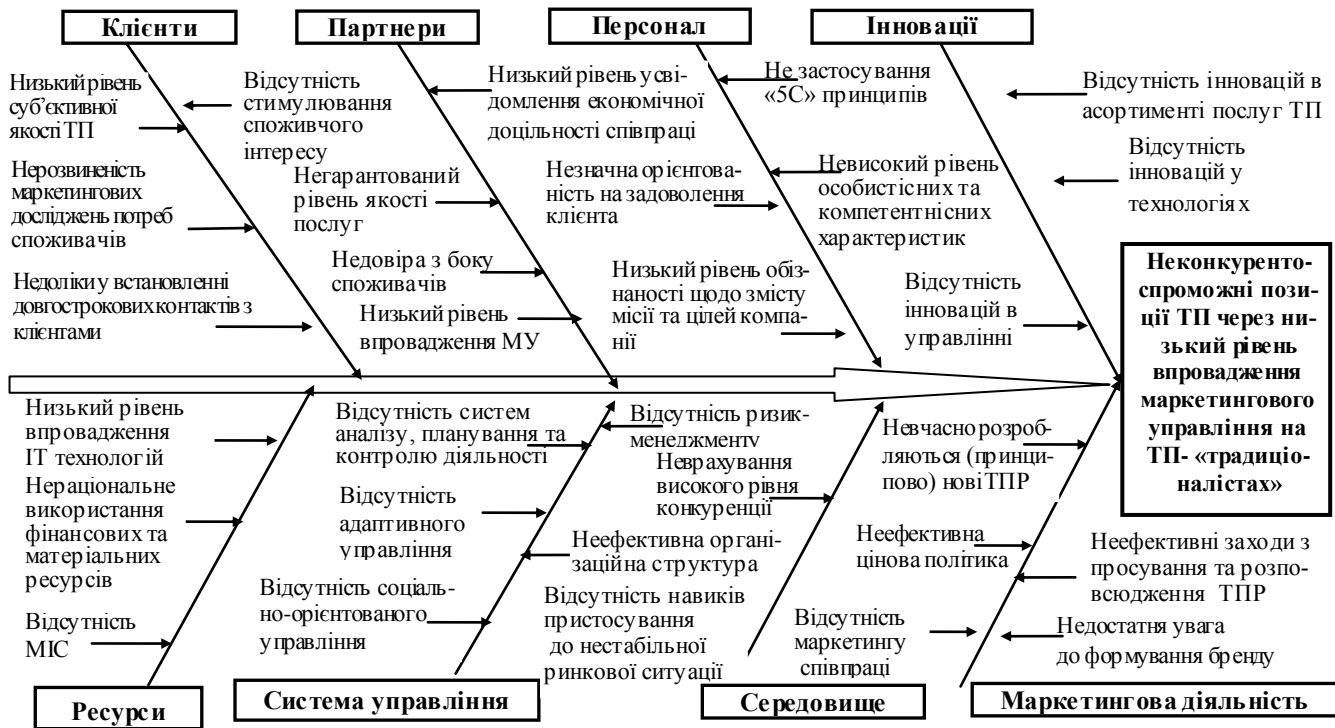 Клієнти
Партнери
Персонал
Інновації
Низький рівень
суб’єктивної
якості ТП
Відсутність
стимулювання
споживчого
інтересу
Низький рівень усві-
домлення економічної
доцільності співпраці
Не застосування
«5С» принципів
Відсутність інновацій в
асортименті послуг ТП
Нерозвиненість
маркетингових
досліджень потреб
споживачів
Негарантований
рівень якості
послуг
Незначна орієнтова-
ність на задоволення
клієнта
Невисокий рівень
особистісних та
компетентнісних
характеристик
Відсутність
інновацій у
технологіях
Недоліки у встановленні
довгострокових контактів з
клієнтами
Недовіра з боку
споживачів
Низький рівень
впровадження МУ
Низький рівень обіз-
наності щодо змісту
місії та цілей компа-
нії
Відсутність
інновацій в
управлінні
Неконкуренто-
спроможні пози-
ції ТП через ни-
зький рівень
впровадження
маркетингового
управління на
ТП- «традиціо-
налістах»
Низький рівень
впровадження
ІТ технологій
Нераціональне
використання
фінансових та
матеріальних
ресурсів
Відсутність
МІС
Відсутність систем
аналізу, планування та
контролю діяльності
Відсутність
адаптивного
управління
Відсутність соціаль-
но-орієнтованого
управління
Відсутність ризик-
менеджменту
Неефективна органі-
заційна структура
Неврахування
високого рівня
конкуренції
Відсутність навиків
пристосування
до нестабільної
ринкової ситуації
Невчасно розроб-
ляються (принци-
пово) нові ТПР
Неефективна
цінова політика
Відсутність
маркетингу
співпраці
Неефективні заходи з
просування та розпо-
всюдження ТПР
Недостатня увага
до формування бренду
Ресурси
Система управління
Середовище
Маркетингова діяльність